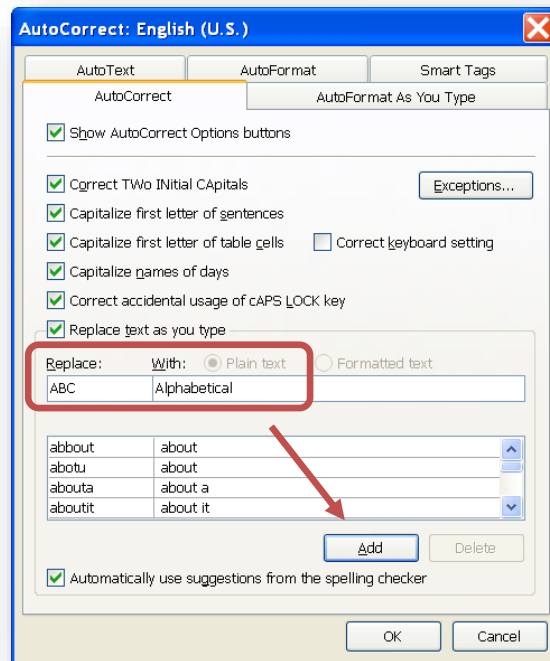 AutoCorrect: English (U.S.)
AutoText AutoFormat Smart Tags
AutoCorrect AutoFormat As You Type
Show AutoCorrect Options buttons
Correct TWo INitial CApitals Exceptions...
Capitalize first letter of sentences
Capitalize first letter of table cells Correct keyboard setting
Capitalize names of days
Correct accidental usage of cAPS LOCK key
Replace text as you type
Replace: With: Plain text Formatted text
ABC Alphabetical
abbout about
abotu about
abouta about a
aboutit about it
Add Delete
Automatically use suggestions from the spelling checker
OK Cancel